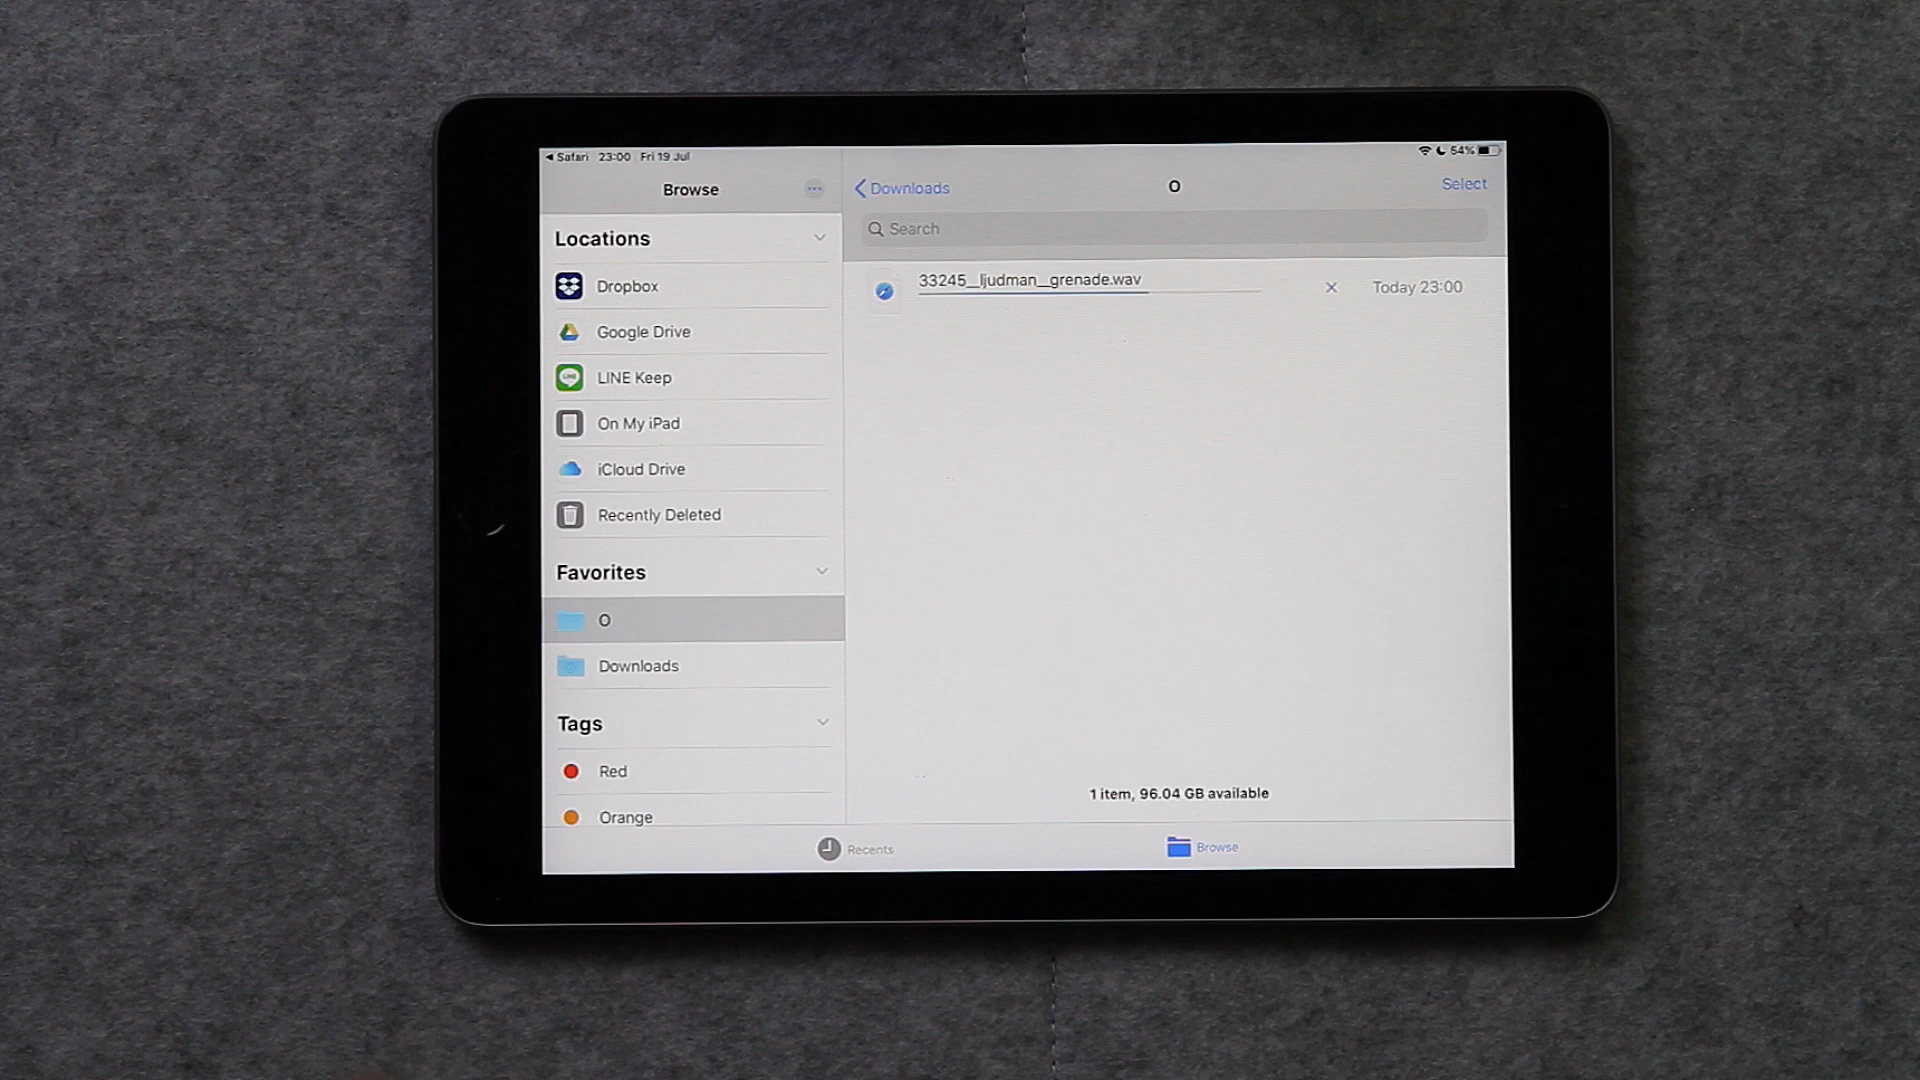 Safari 23:00 Fri 19 Jul
54%
Browse
Downloads
O
Select
Search
Locations
Dropbox
Google Drive
LINE Keep
On My iPad
iCloud Drive
Recently Deleted
Favorites
O
Downloads
Tags
Red
Orange
33245__ljudman__grenade.wav
Today 23:00
1 item, 96.04 GB available
Recents
Browse